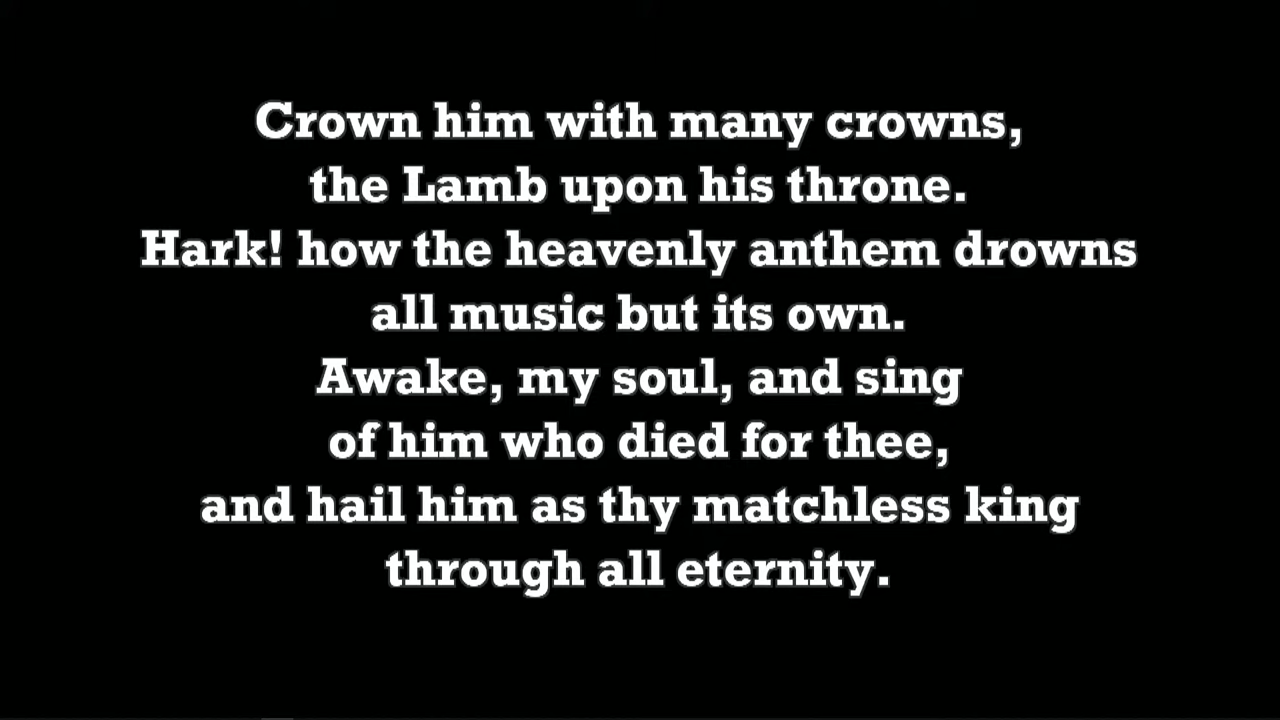 Crown him with many crowns,
the Lamb upon his throne.
Hark! how the heavenly anthem drowns
all music but its own.
Awake, my soul, and sing
of him who died for thee,
and hail him as thy matchless king
through all eternity.